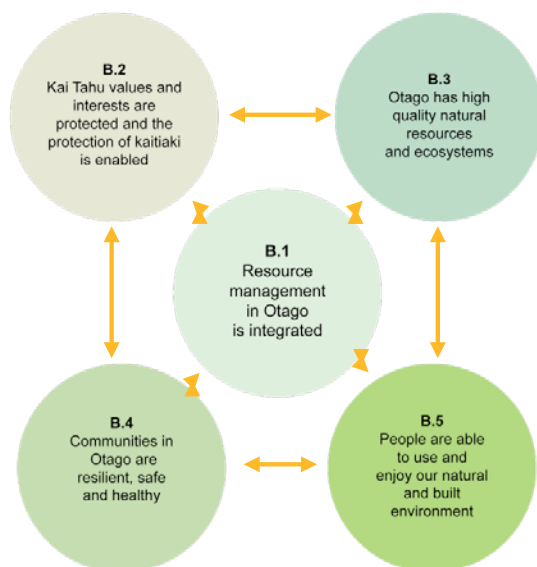 B.2
Kai Tahu values and
interests are
protected and the
protection of kaitiaki
is enabled
B.3
Otago has high
quality natural
resources
and ecosystems
B.1
Resource
management
in Otago
is integrated
B.4
Communities in
Otago are
resilient, safe
and healthy
B.5
People are able
to use and
enjoy our natural
and built
environment